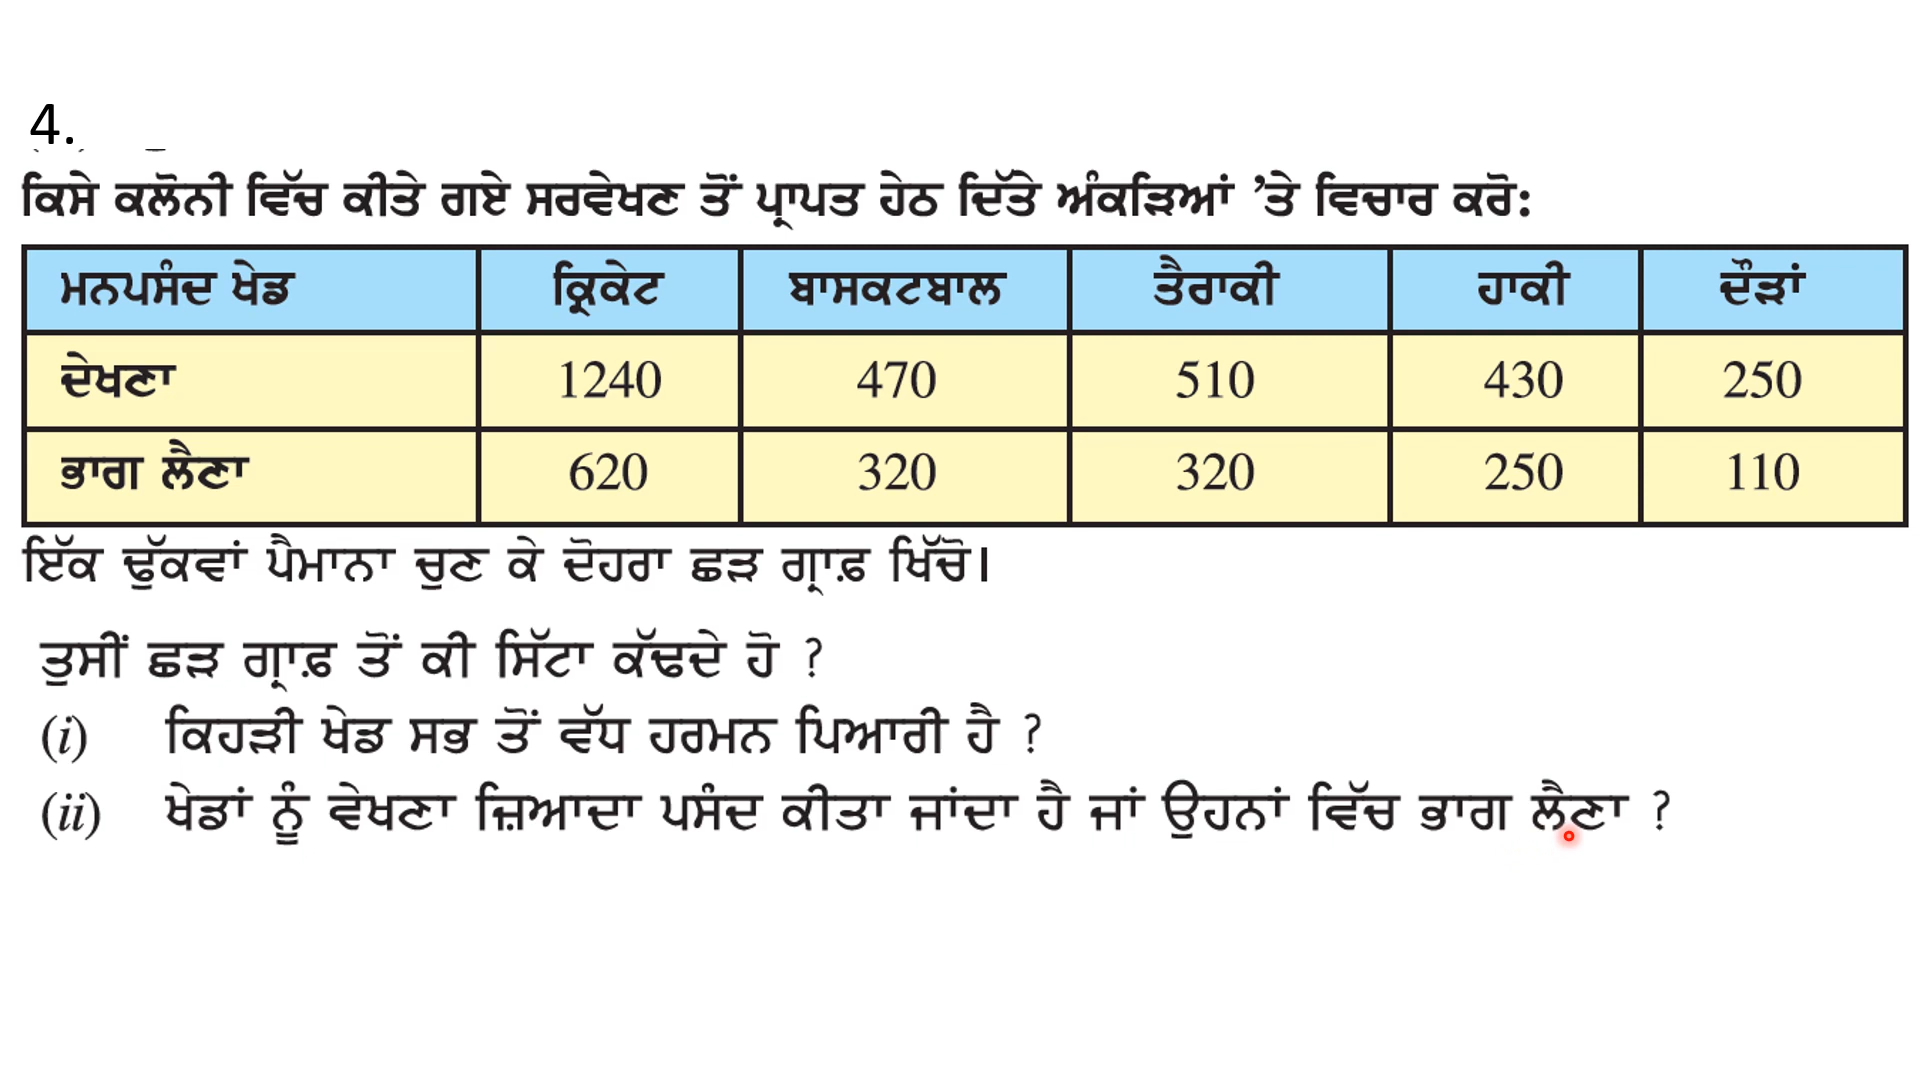 4.
ਕਿਸੇ ਕਲੋਨੀ ਵਿੱਚ ਕੀਤੇ ਗਏ ਸਰਵੇਖਣ ਤੋਂ ਪ੍ਰਾਪਤ ਹੇਠ ਦਿੱਤੇ ਅੰਕੜਿਆਂ ’ਤੇ ਵਿਚਾਰ ਕਰੋ:
ਮਨਪਸੰਦ ਖੇਡ ਕ੍ਰਿਕੇਟ ਬਾਸਕਟਬਾਲ ਤੈਰਾਕੀ ਹਾਕੀ ਦੌੜਾਂ
ਦੇਖਣਾ 1240 470 510 430 250
ਭਾਗ ਲੈਣਾ 620 320 320 250 110
ਇੱਕ ਢੁੱਕਵਾਂ ਪੈਮਾਨਾ ਚੁਣ ਕੇ ਦੋਹਰਾ ਛੜ ਗ੍ਰਾਫ਼ ਖਿੱਚੋ।
ਤੁਸੀਂ ਛੜ ਗ੍ਰਾਫ਼ ਤੋਂ ਕੀ ਸਿੱਟਾ ਕੱਢਦੇ ਹੋ ?
(i) ਕਿਹੜੀ ਖੇਡ ਸਭ ਤੋਂ ਵੱਧ ਹਰਮਨ ਪਿਆਰੀ ਹੈ ?
(ii) ਖੇਡਾਂ ਨੂੰ ਵੇਖਣਾ ਜ਼ਿਆਦਾ ਪਸੰਦ ਕੀਤਾ ਜਾਂਦਾ ਹੈ ਜਾਂ ਉਹਨਾਂ ਵਿੱਚ ਭਾਗ ਲੈਣਾ ?